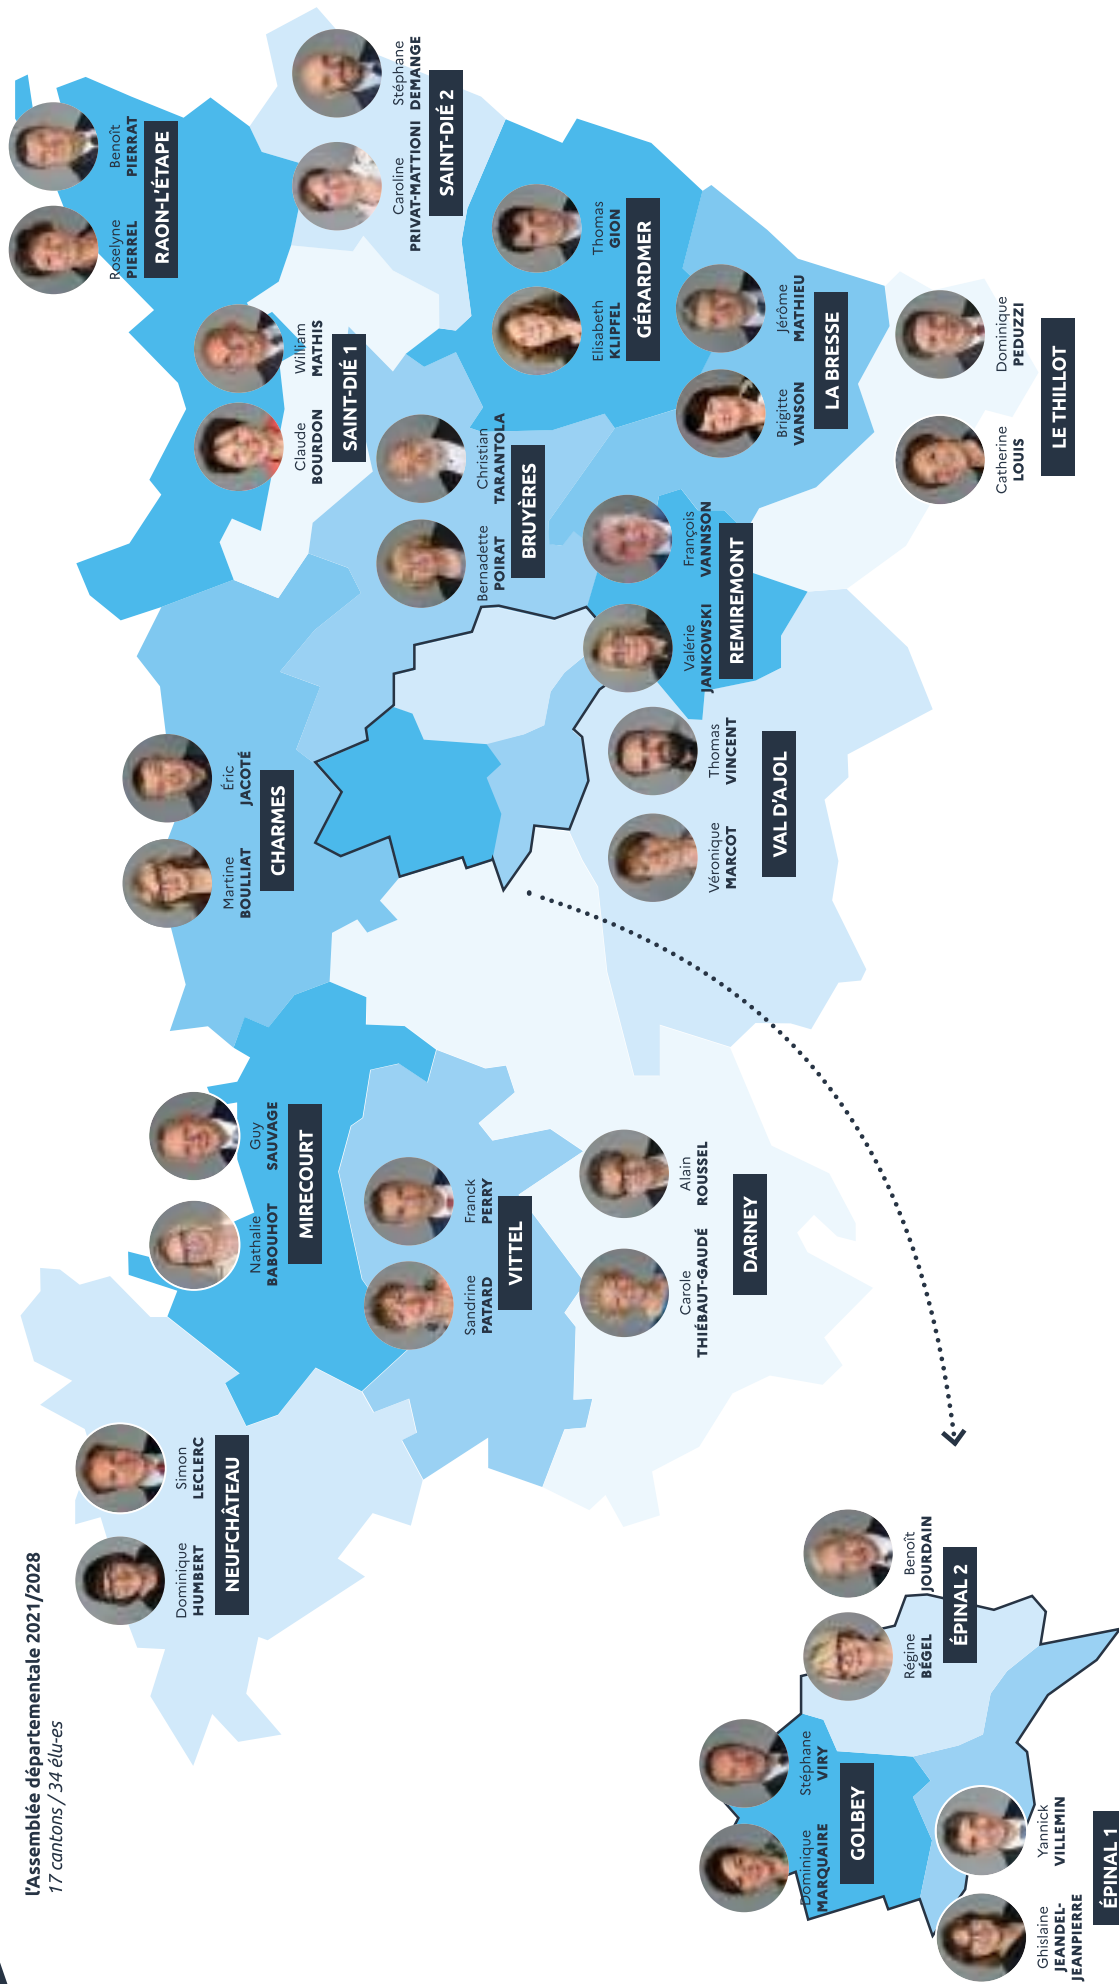 l'Assemblée départementale 2021/2028
17 cantons / 34 élu-es
Dominique
HUMBERT
Simon
LECLERC
NEUFCHÂTEAU
Nathalie
BABOUHOT
Guy
SAUVAGE
MIRECOURT
Sandrine
PATARD
Franck
PERRY
VITTEL
Carole
THIÉBAUT-GAUDÉ
Alain
ROUSSEL
DARNEY
Martine
BOULLIAT
Éric
JACOTÉ
CHARMES
Véronique
MARCOT
Thomas
VINCENT
VAL D'AJOL
Bernadette
POIRAT
Christian
TARANTOLA
BRUYÈRES
Valérie
JANKOWSKI
François
VANNSON
REMIREMONT
Claude
BOURDON
William
MATHIS
SAINT-DIÉ 1
Roselyne
PIERREL
Benoît
PIERRAT
RAON-L'ÉTAPE
Caroline
PRIVAT-MATTIONI
Stéphane
DEMANGE
SAINT-DIÉ 2
Elisabeth
KLIPFEL
Thomas
GION
GÉRARDMER
Brigitte
VANSON
Jérôme
MATHIEU
LA BRESSE
Catherine
LOUIS
Dominique
PEDUZZI
LE THILLOT
Dominique
MARQUAIRE
Stéphane
VIRY
GOLBEY
Régine
BÉGEL
Benoît
JOURDAIN
ÉPINAL 2
Ghislaine
JEANDEL-
JEANPIERRE
Yannick
VILLEMIN
ÉPINAL 1